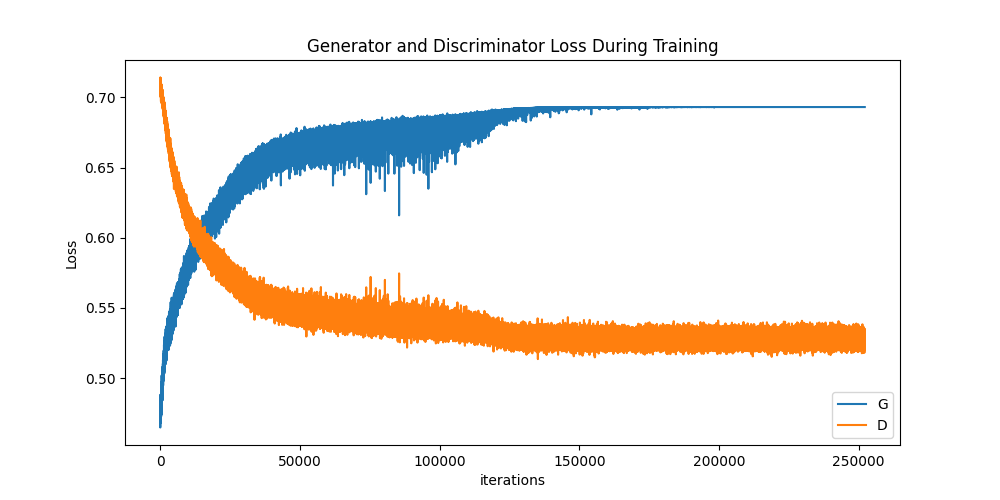 Generator and Discriminator Loss During Training
0.70
0.65
0.60
0.55
0.50
Loss
0
50000
100000
150000
200000
250000
iterations
G
D